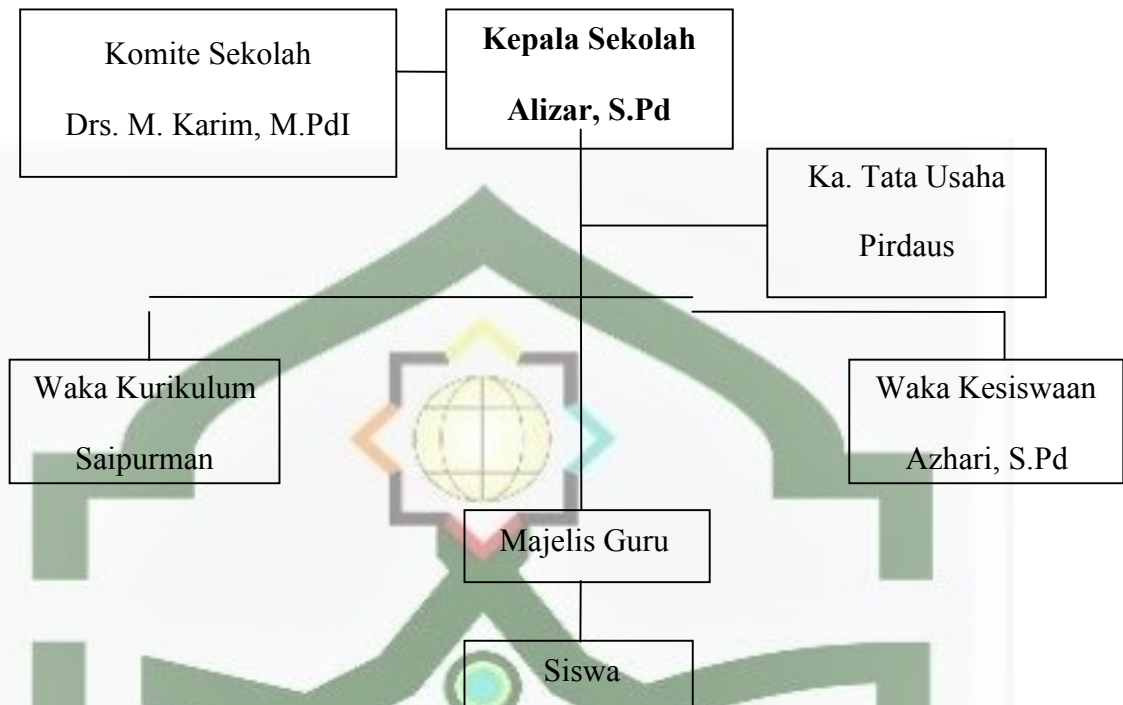 Komite Sekolah
Drs. M. Karim, M.PdI
Kepala Sekolah
Alizar, S.Pd
Ka. Tata Usaha
Pirdaus
Waka Kurikulum
Saipurman
Waka Kesiswaan
Azhari, S.Pd
Majelis Guru
Siswa